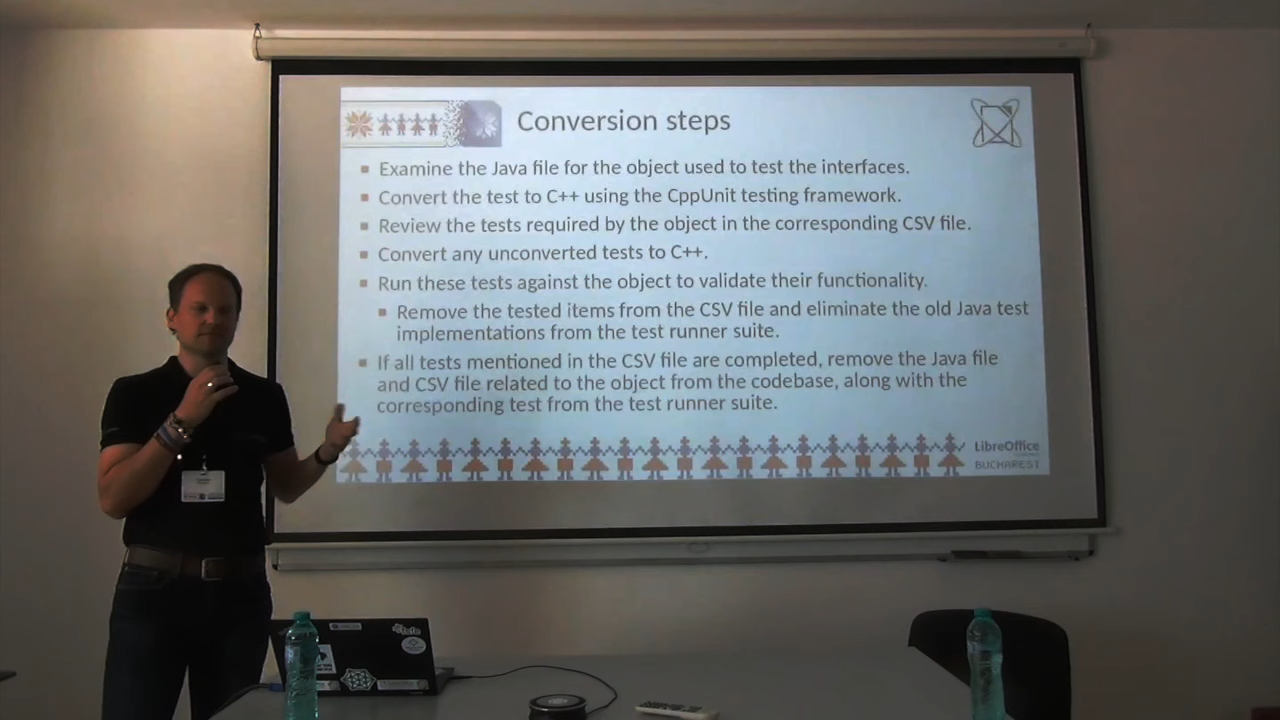 Conversion steps
Examine the Java file for the object used to test the interfaces.
Convert the test to C++ using the CppUnit testing framework.
Review the tests required by the object in the corresponding CSV file.
Convert any unconverted tests to C++.
Run these tests against the object to validate their functionality.
Remove the tested items from the CSV file and eliminate the old Java test
implementations from the test runner suite.
If all tests mentioned in the CSV file are completed, remove the Java file
and CSV file related to the object from the codebase, along with the
corresponding test from the test runner suite.
LibreOffice
BUCHAREST